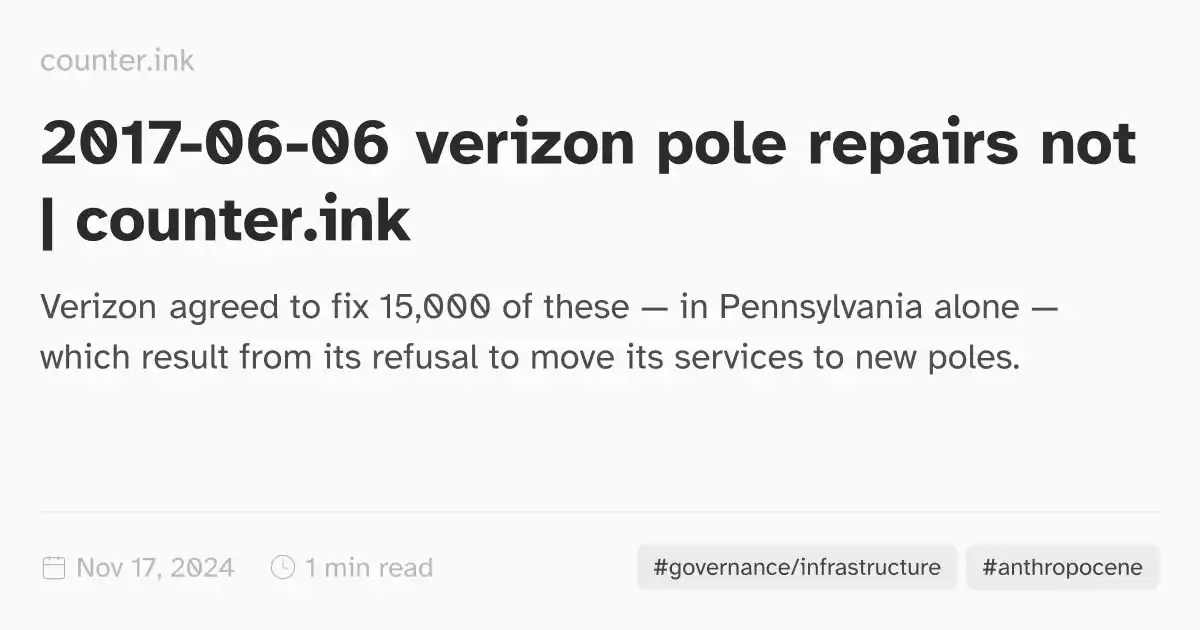 counter.ink
2017-06-06 verizon pole repairs not
| counter.ink
Verizon agreed to fix 15,000 of these — in Pennsylvania alone —
which result from its refusal to move its services to new poles.
Nov 17, 2024 1 min read #governance/infrastructure #anthropocene